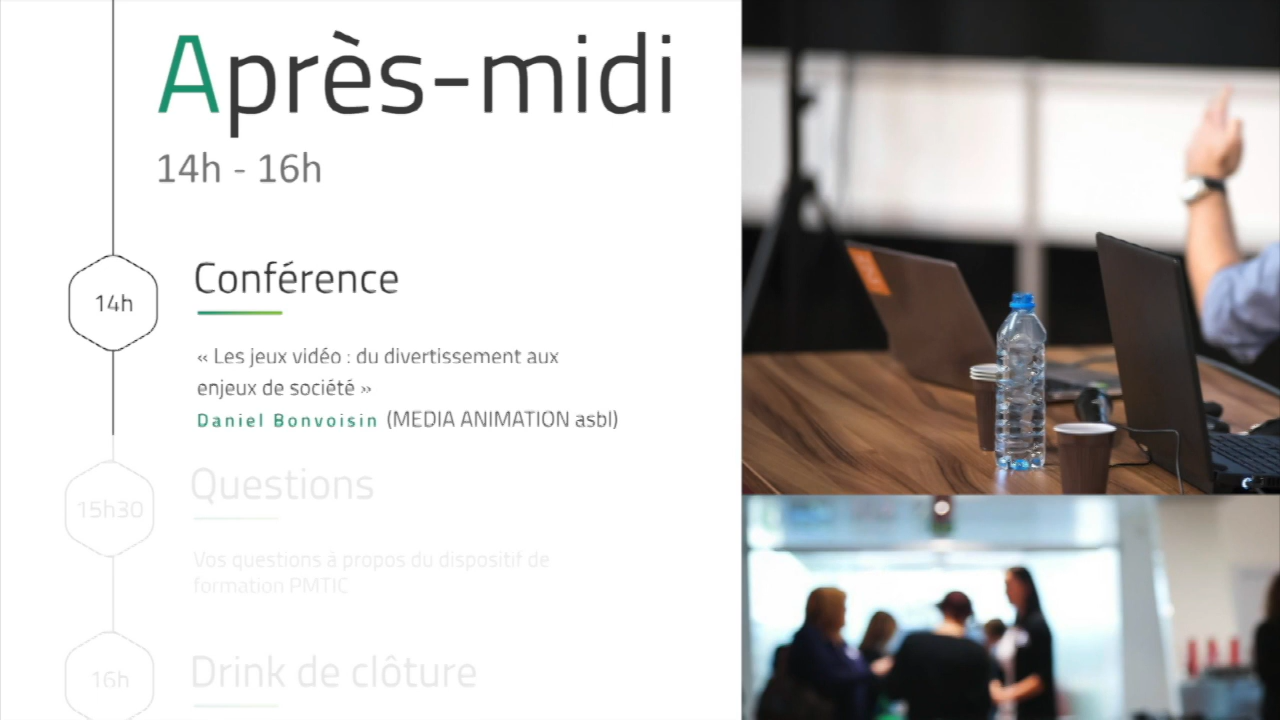 Après-midi
14h - 16h
14h
Conférence
« Les jeux vidéo : du divertissement aux
enjeux de société »
Daniel Bonvoisin (MEDIA ANIMATION asbl)
15h30
Questions
Vos questions à propos du dispositif de
formation PMTIC
16h
Drink de clôture